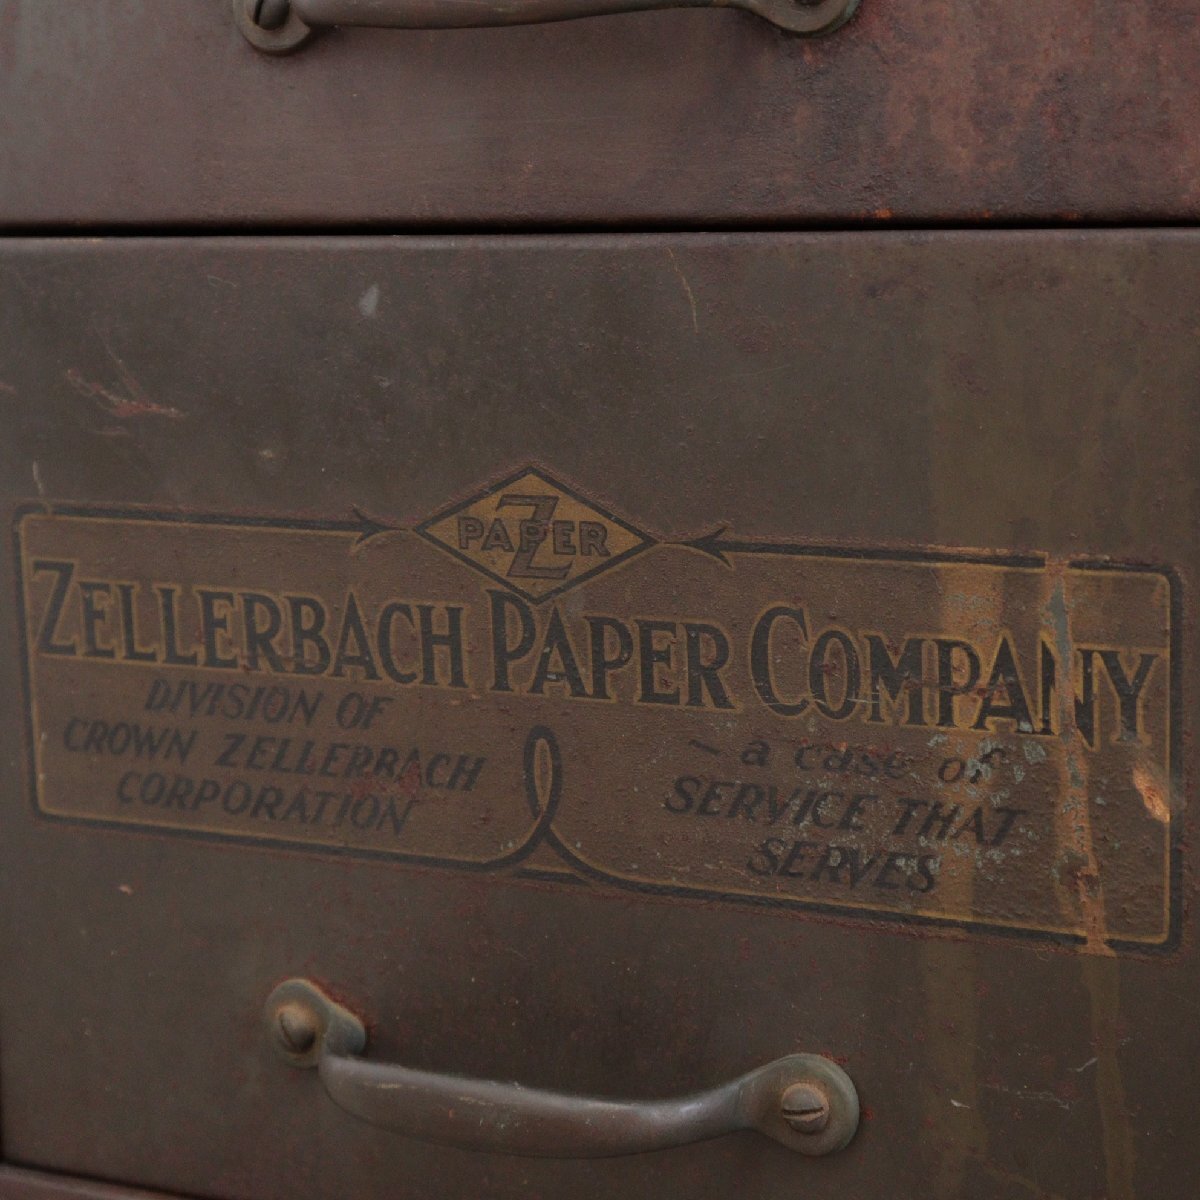 Z
PAPER
ZELLERBACH PAPER COMPANY
DIVISION OF
CROWN ZELLERBACH
CORPORATION
- a case of
SERVICE THAT
SERVES